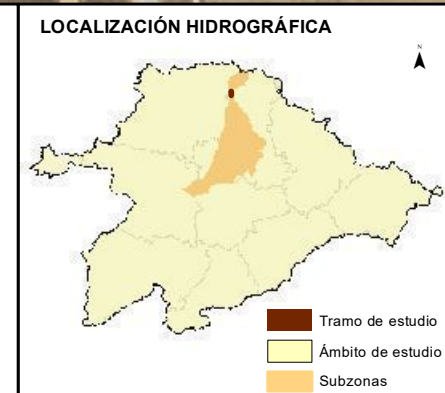 LOCALIZACIÓN HIDROGRÁFICA
N
Tramo de estudio
Ámbito de estudio
Subzonas